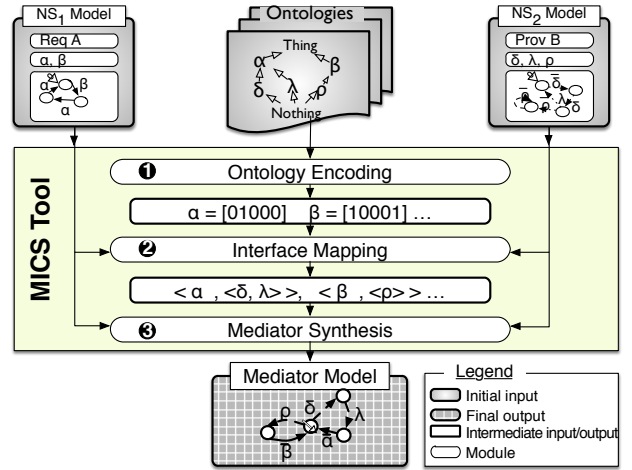 NS1 Model
Req A
α, β
α
β
α
Ontologies
Thing
α
β
δ
λ
ρ
Nothing
NS2 Model
Prov B
δ, λ, ρ
δ̅
ρ̅
ρ̅
λ
δ̅
MICS Tool
❶ Ontology Encoding
α = [01000] β = [10001] ...
❷ Interface Mapping
< α , <δ, λ> >, < β , <ρ> > ...
❸ Mediator Synthesis
Mediator Model
ρ
δ
λ
β̅
α̅
Legend
Initial input
Final output
Intermediate input/output
Module